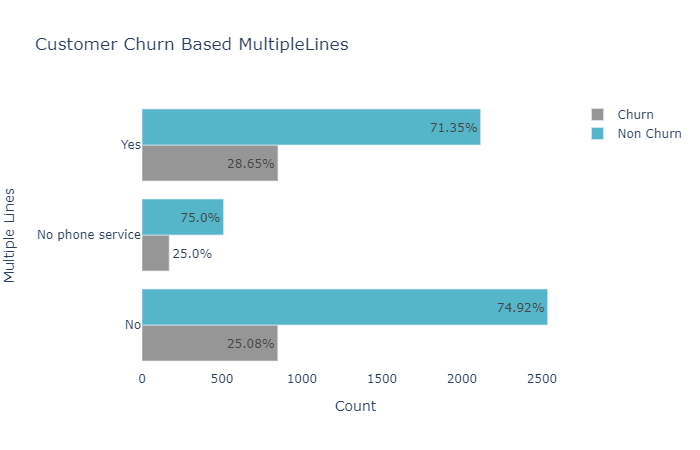 Customer Churn Based MultipleLines
Churn
Non Churn
Multiple Lines
Yes
71.35%
28.65%
No phone service
75.0%
25.0%
No
74.92%
25.08%
0 500 1000 1500 2000 2500
Count